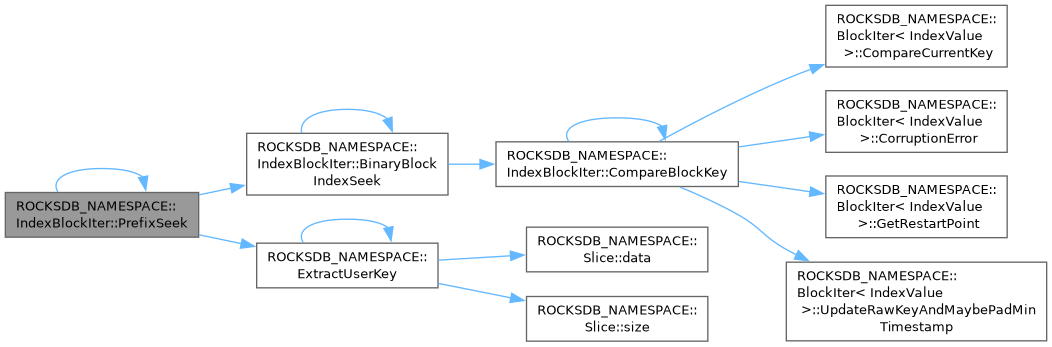 ROCKSDB_NAMESPACE::
IndexBlockIter::PrefixSeek
ROCKSDB_NAMESPACE::
IndexBlockIter::BinaryBlock
IndexSeek
ROCKSDB_NAMESPACE::
IndexBlockIter::CompareBlockKey
ROCKSDB_NAMESPACE::
BlockIter< IndexValue
>::CompareCurrentKey
ROCKSDB_NAMESPACE::
BlockIter< IndexValue
>::CorruptionError
ROCKSDB_NAMESPACE::
BlockIter< IndexValue
>::GetRestartPoint
ROCKSDB_NAMESPACE::
BlockIter< IndexValue
>::UpdateRawKeyAndMaybePadMin
Timestamp
ROCKSDB_NAMESPACE::
ExtractUserKey
ROCKSDB_NAMESPACE::
Slice::data
ROCKSDB_NAMESPACE::
Slice::size